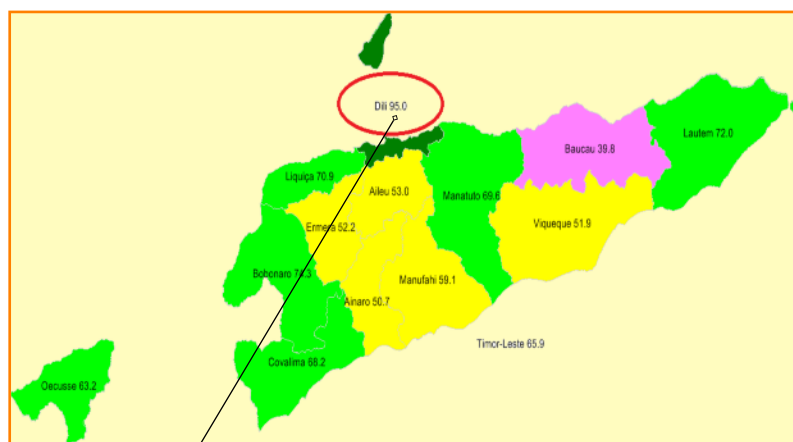 Dili 95.0
Baucau 39.8
Lautem 72.0
Liquiça 70.9
Aileu 53.0
Manatuto 69.6
Ermera 52.2
Viqueque 51.9
Bobonaro 74.3
Manufahi 59.1
Ainaro 50.7
Timor-Leste 65.9
Covalima 68.2
Oecusse 63.2